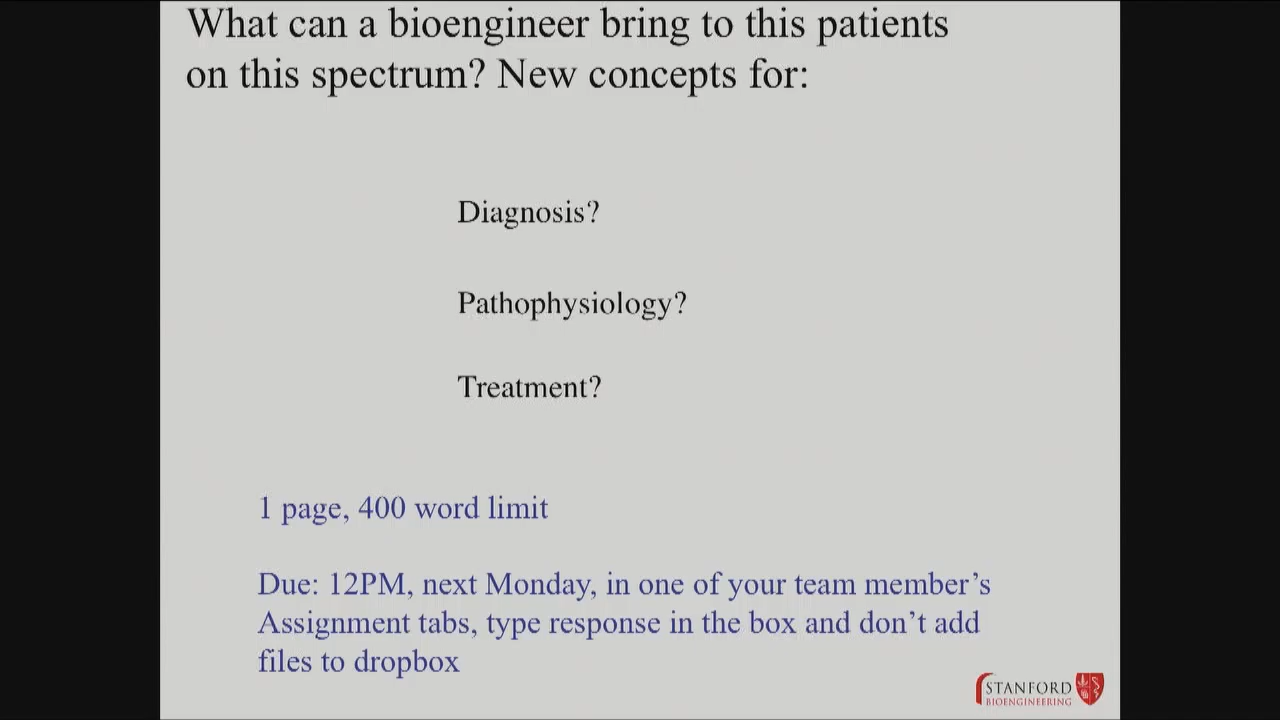 What can a bioengineer bring to this patients
on this spectrum? New concepts for:
Diagnosis?
Pathophysiology?
Treatment?
1 page, 400 word limit
Due: 12PM, next Monday, in one of your team member’s
Assignment tabs, type response in the box and don’t add
files to dropbox
STANFORD
BIOENGINEERING